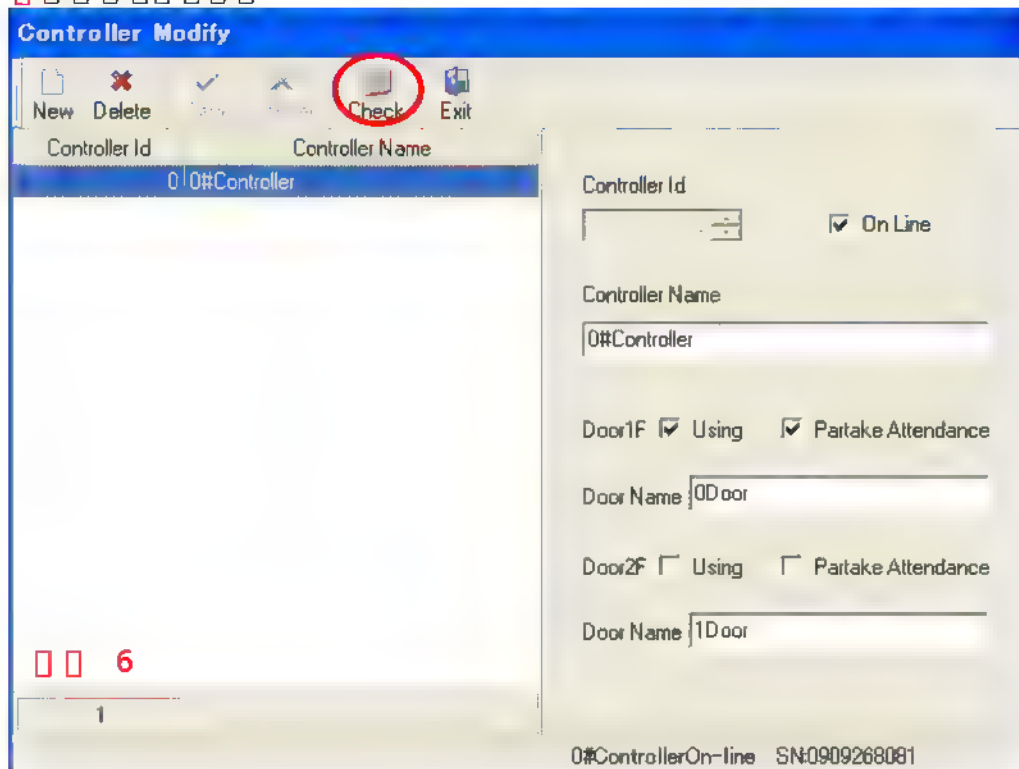 Controller Modify
New Delete Check Exit
Controller Id Controller Name
0 0#Controller
Controller Id
On Line
Controller Name
0#Controller
Door1F Using Partake Attendance
Door Name 0Door
Door2F Using Partake Attendance
Door Name 1Door
6
1
0#ControllerOn-line SN:0909268081